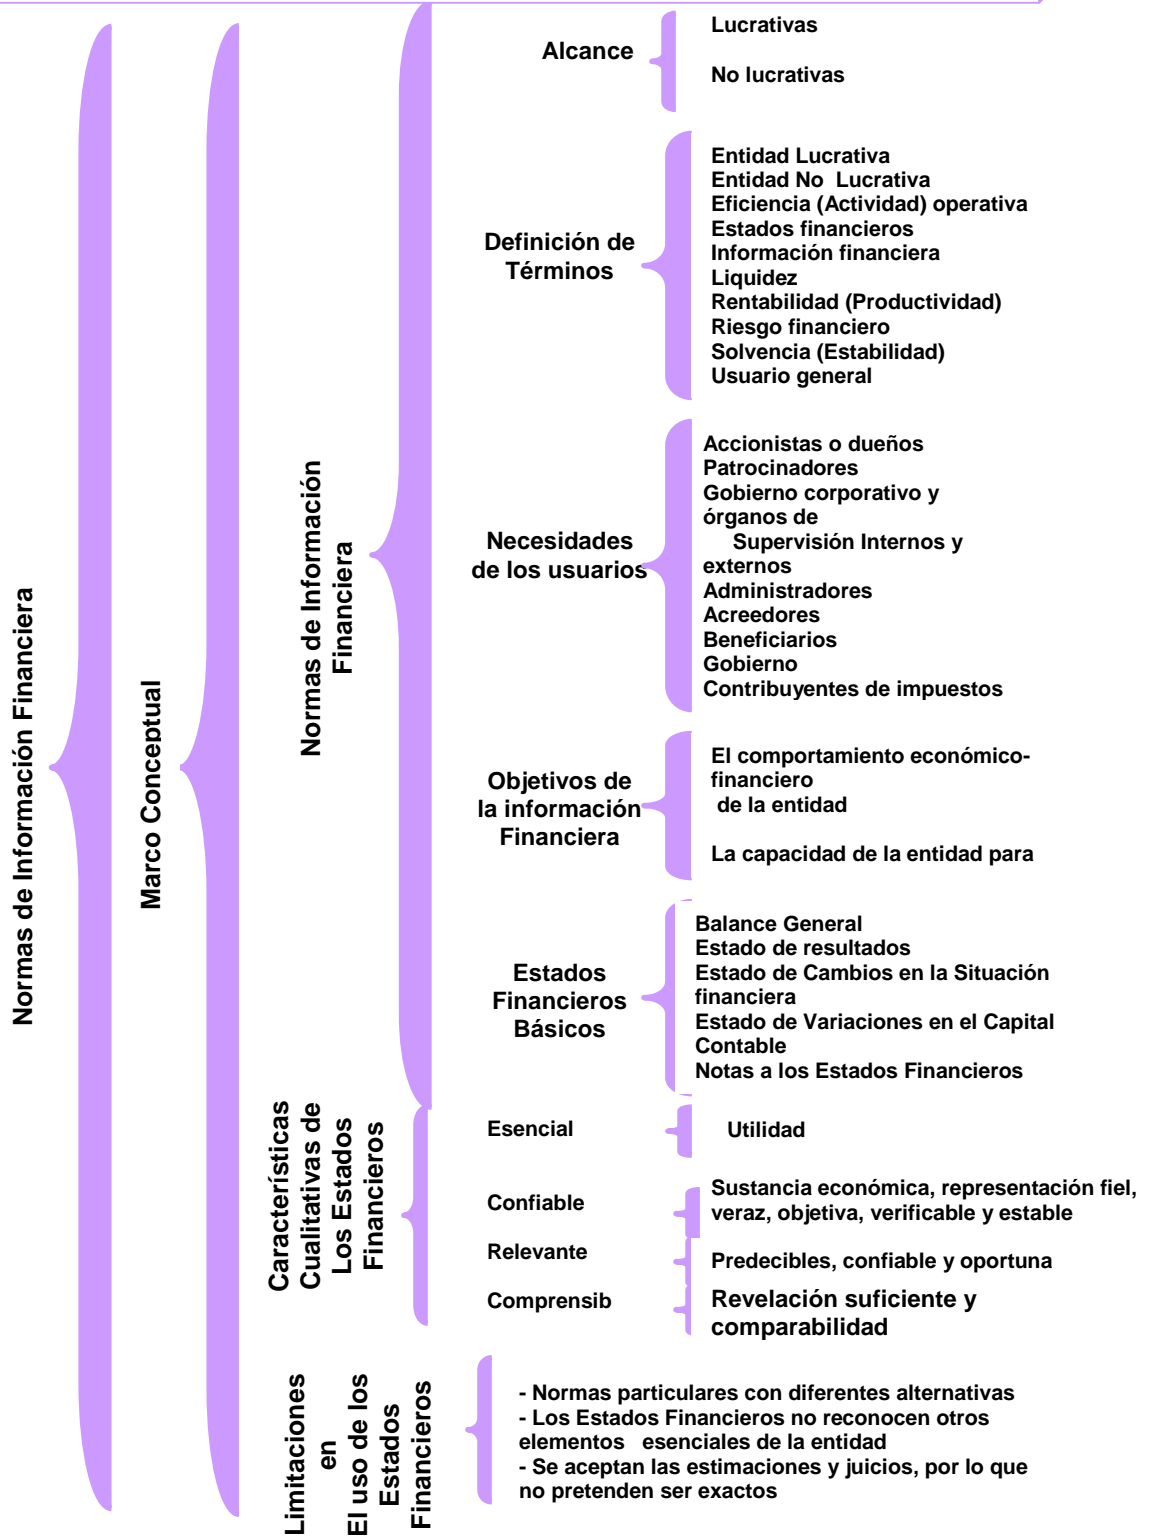 Normas de Información Financiera
Marco Conceptual
Normas de Información
Financiera
Alcance
Lucrativas
No lucrativas
Definición de
Términos
Entidad Lucrativa
Entidad No Lucrativa
Eficiencia (Actividad) operativa
Estados financieros
Información financiera
Liquidez
Rentabilidad (Productividad)
Riesgo financiero
Solvencia (Estabilidad)
Usuario general
Necesidades
de los usuarios
Accionistas o dueños
Patrocinadores
Gobierno corporativo y
órganos de
Supervisión Internos y
externos
Administradores
Acreedores
Beneficiarios
Gobierno
Contribuyentes de impuestos
Objetivos de
la información
Financiera
El comportamiento económico-
financiero
de la entidad
La capacidad de la entidad para
Estados
Financieros
Básicos
Balance General
Estado de resultados
Estado de Cambios en la Situación
financiera
Estado de Variaciones en el Capital
Contable
Notas a los Estados Financieros
Características
Cualitativas de
Los Estados
Financieros
Esencial
Utilidad
Confiable
Sustancia económica, representación fiel,
veraz, objetiva, verificable y estable
Relevante
Predecibles, confiable y oportuna
Comprensib
Revelación suficiente y
comparabilidad
Limitaciones
en
El uso de los
Estados
Financieros
- Normas particulares con diferentes alternativas
- Los Estados Financieros no reconocen otros
elementos esenciales de la entidad
- Se aceptan las estimaciones y juicios, por lo que
no pretenden ser exactos